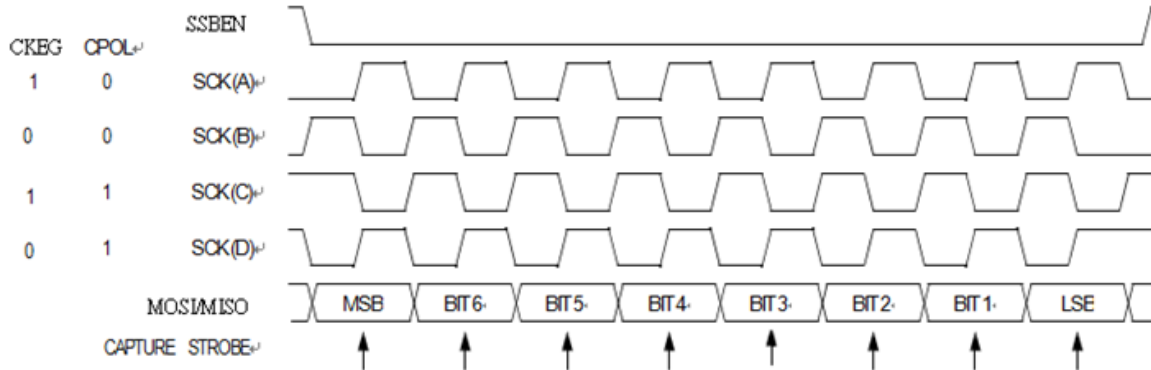 SSBEN
CKEG CPOL↵
1 0 SCK(A)↵
0 0 SCK(B)↵
1 1 SCK(C)↵
0 1 SCK(D)↵
MOSI/MISO MSB BIT6 BIT5 BIT4 BIT3 BIT2 BIT1 LSE
CAPTURE STROBE↵